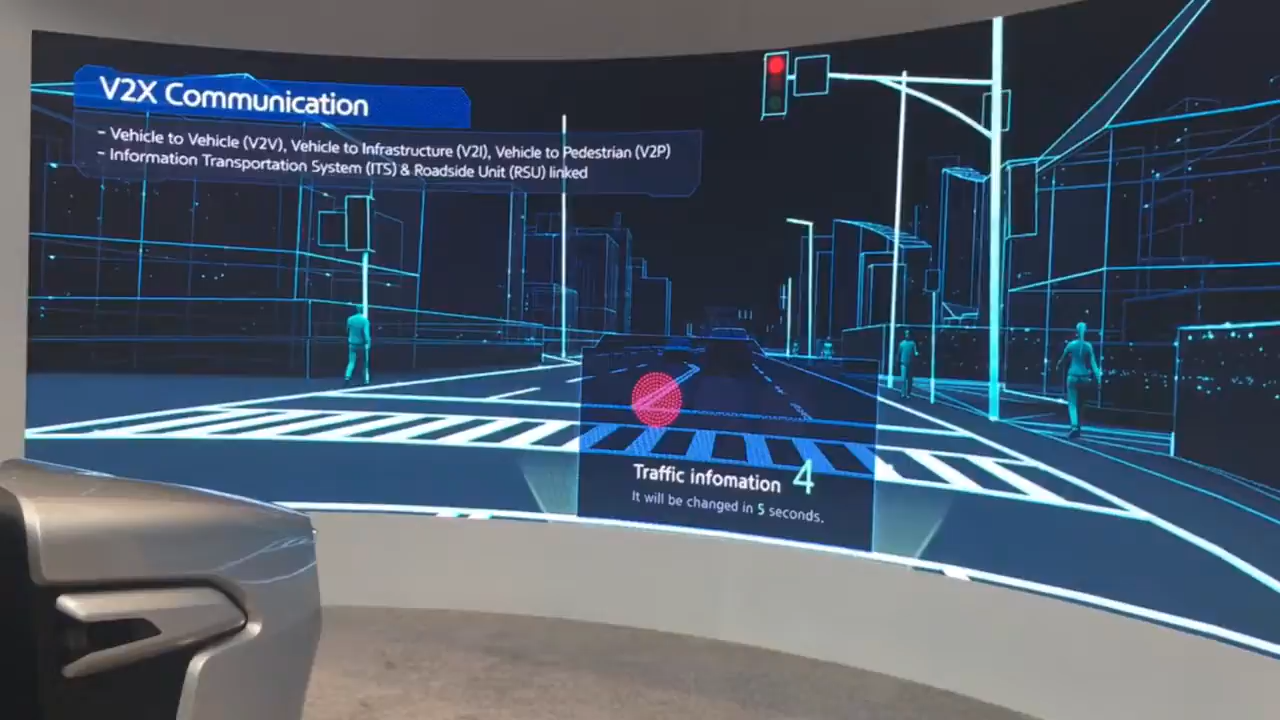 V2X Communication
- Vehicle to Vehicle (V2V), Vehicle to Infrastructure (V2I), Vehicle to Pedestrian (V2P)
- Information Transportation System (ITS) & Roadside Unit (RSU) linked
Traffic infomation 4
It will be changed in 5 seconds.